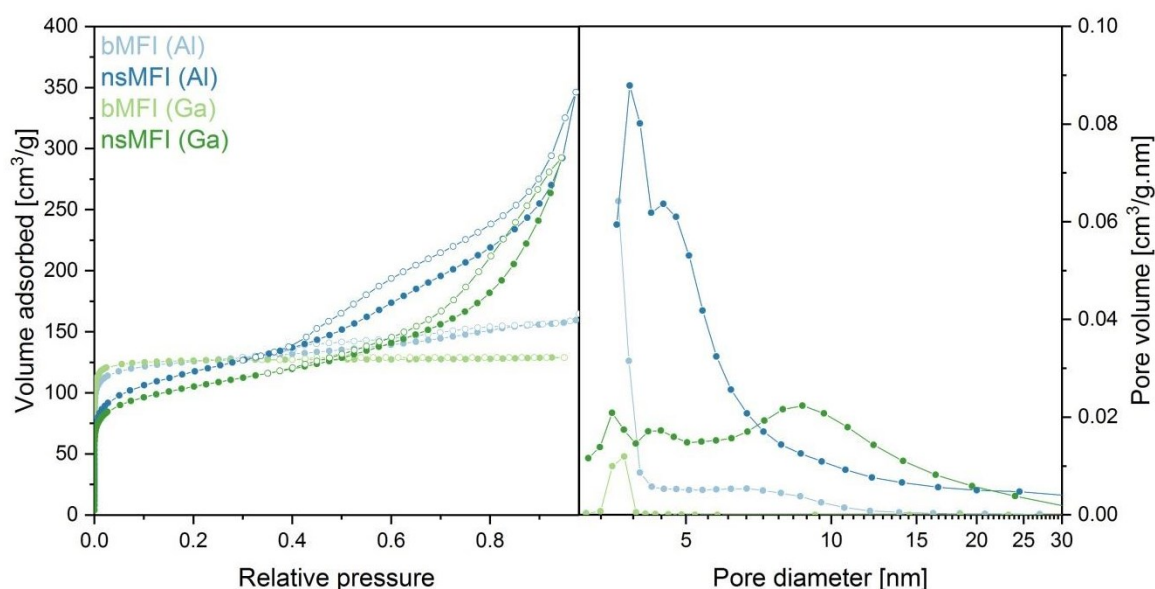 bMFI (Al)
nsMFI (Al)
bMFI (Ga)
nsMFI (Ga)
Volume adsorbed [cm³/g]
400
350
300
250
200
150
100
50
0
0.0 0.2 0.4 0.6 0.8
Relative pressure
Pore volume [cm³/g.nm]
0.10
0.08
0.06
0.04
0.02
0.00
5 10 15 20 25 30
Pore diameter [nm]